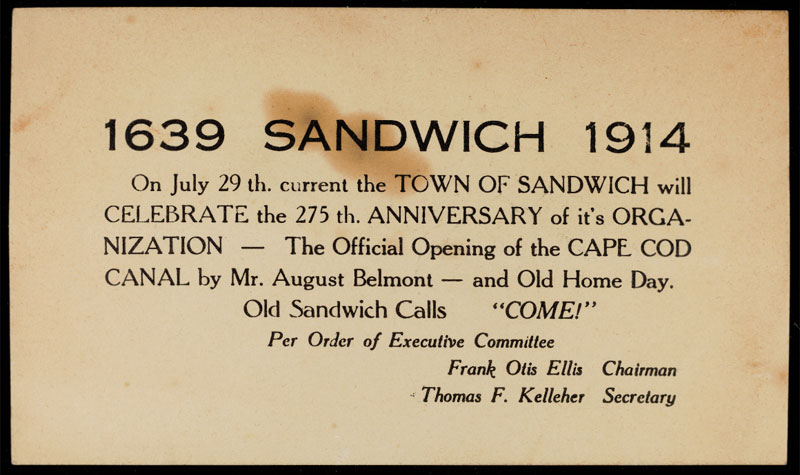 1639 SANDWICH 1914
On July 29 th. current the TOWN OF SANDWICH will
CELEBRATE the 275 th. ANNIVERSARY of it's ORGA-
NIZATION — The Official Opening of the CAPE COD
CANAL by Mr. August Belmont — and Old Home Day.
Old Sandwich Calls "COME!"
Per Order of Executive Committee
Frank Otis Ellis Chairman
Thomas F. Kelleher Secretary